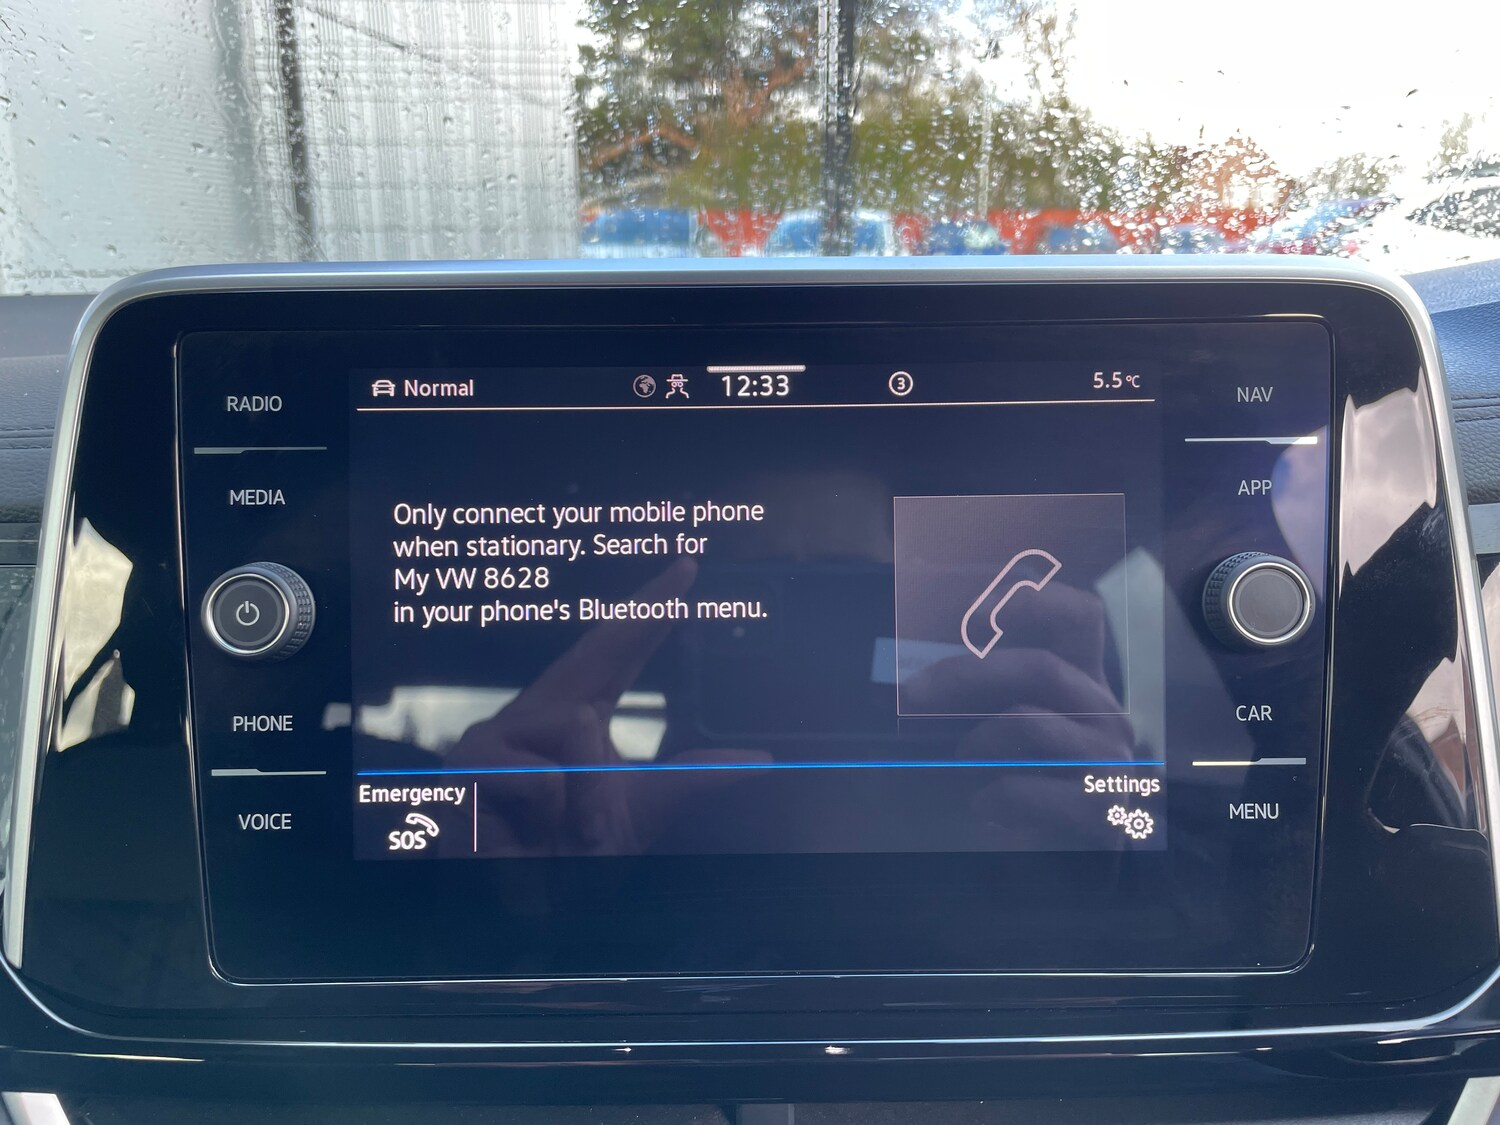 RADIO
MEDIA
PHONE
VOICE
Normal
12:33
3
5.5°C
Only connect your mobile phone
when stationary. Search for
My VW 8628
in your phone's Bluetooth menu.
Emergency
SOS
Settings
NAV
APP
CAR
MENU